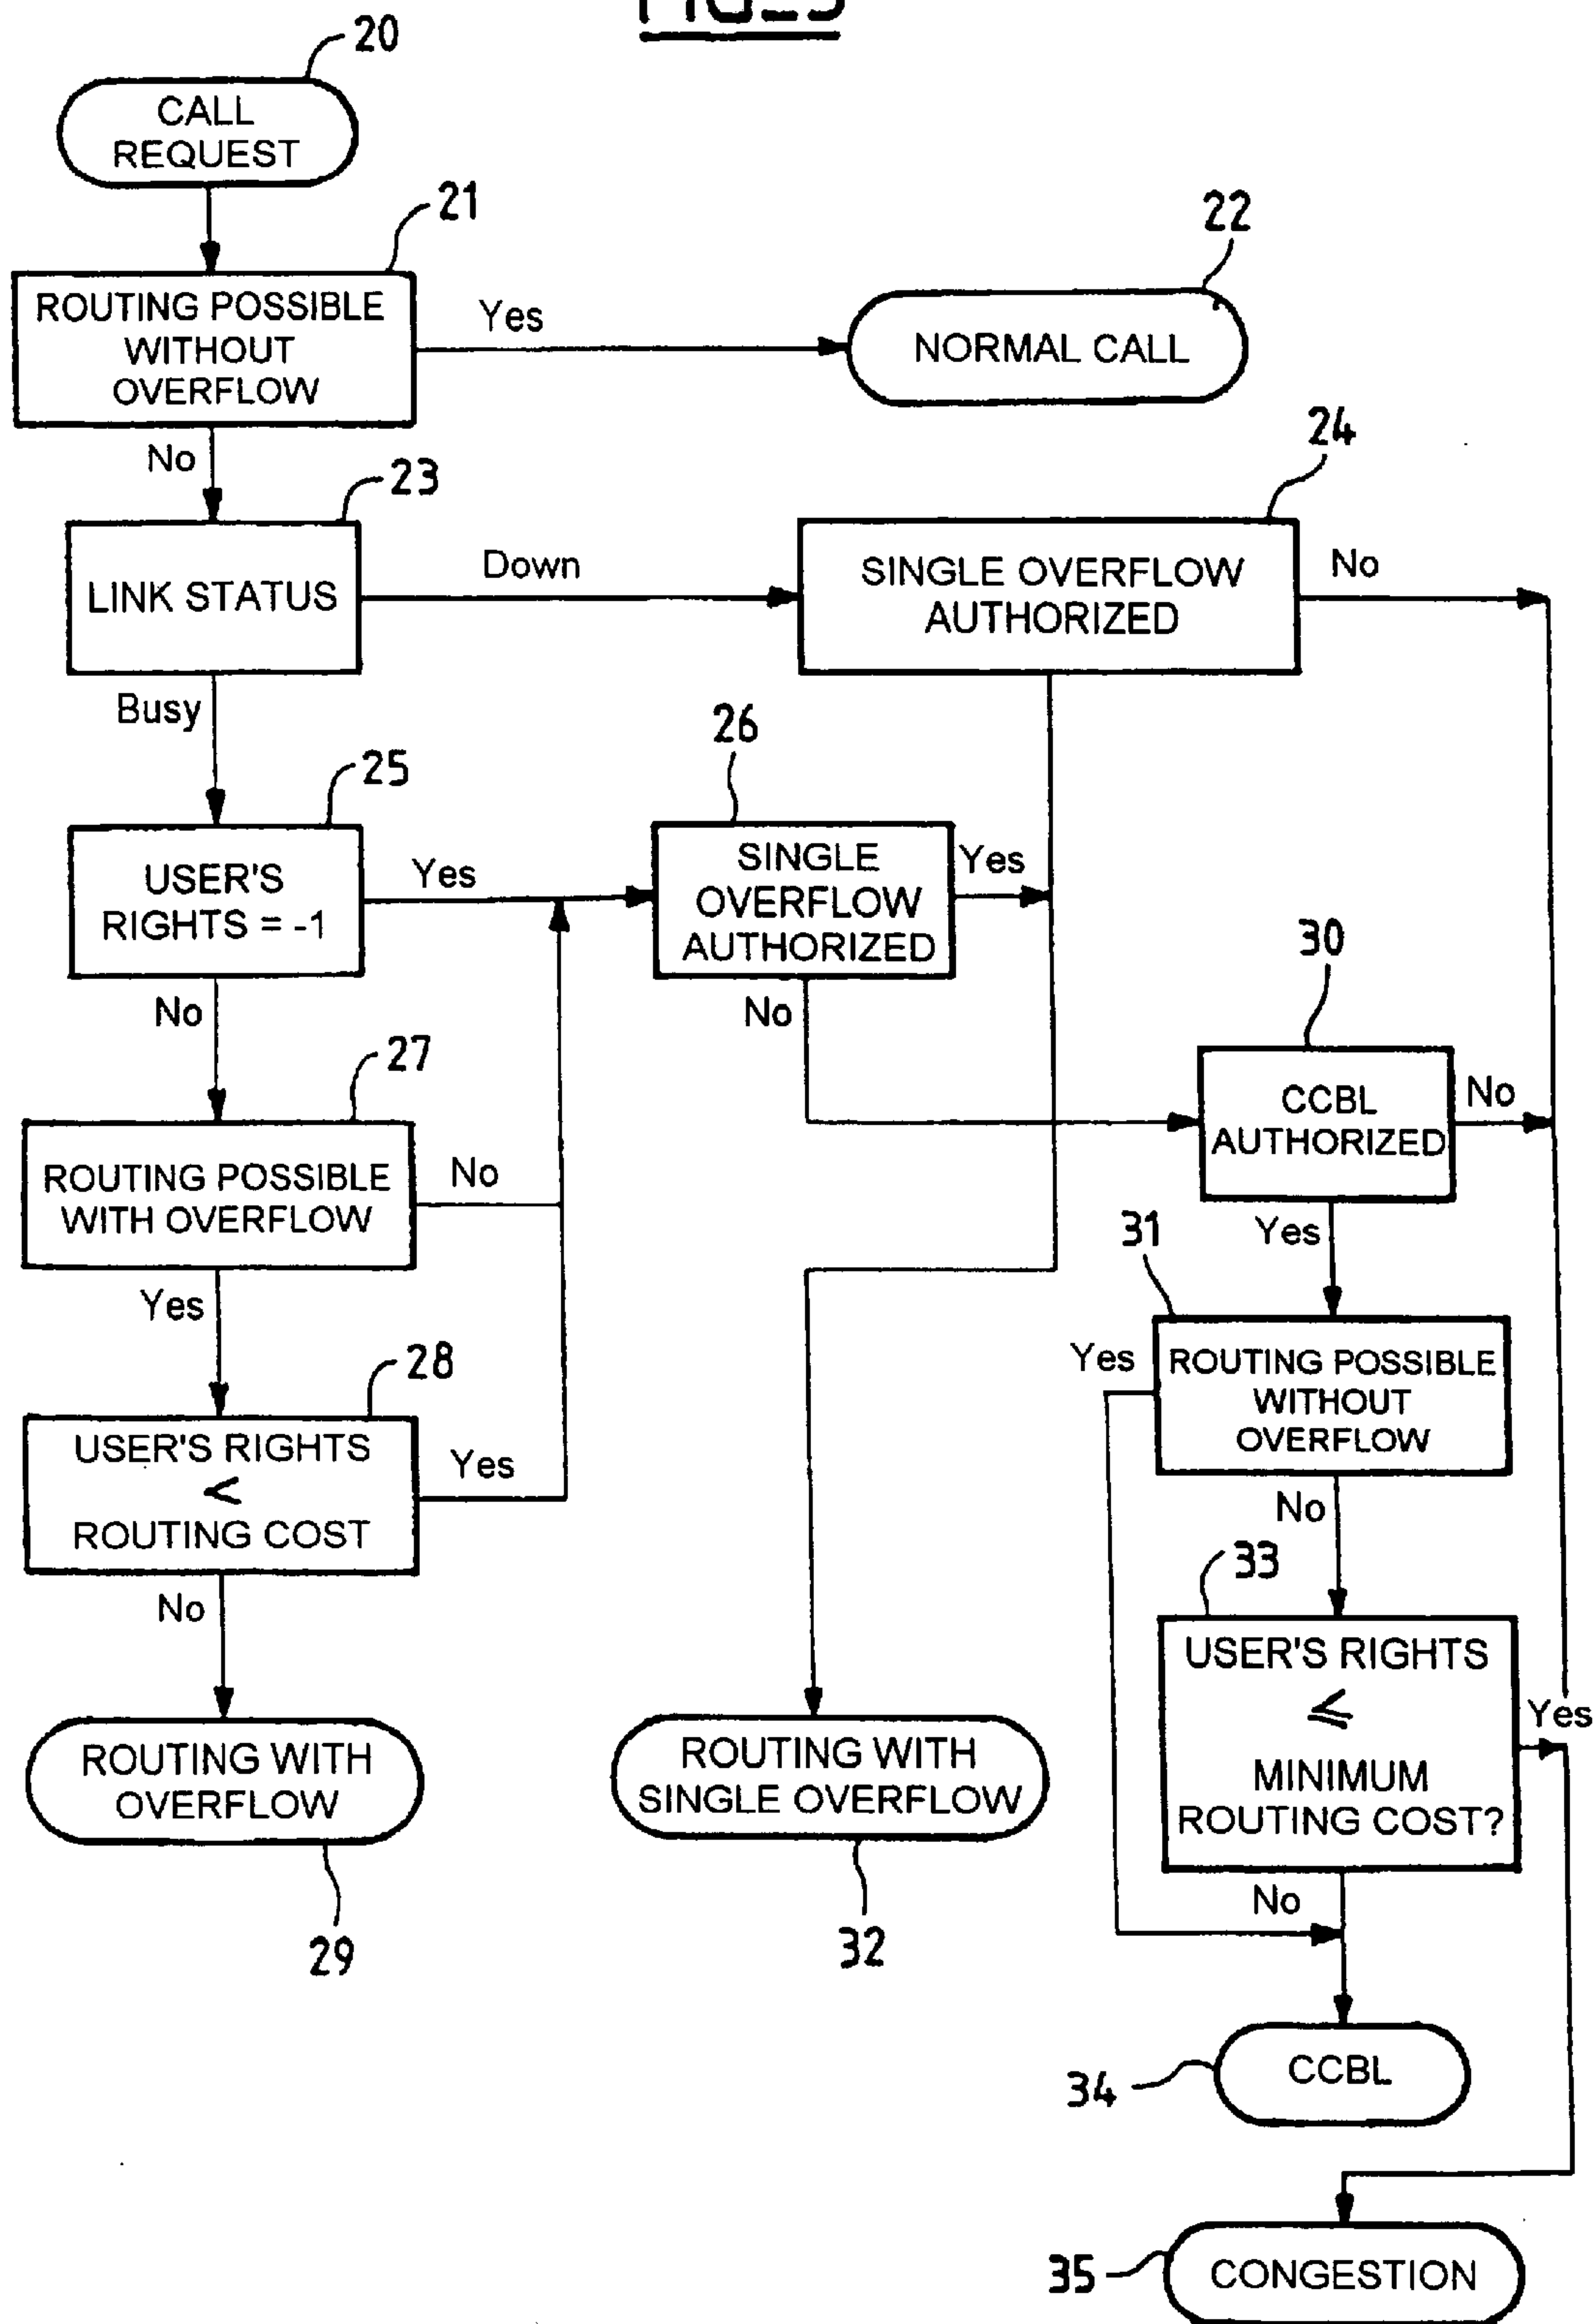 20
CALL
REQUEST
21
22
ROUTING POSSIBLE
WITHOUT
OVERFLOW
Yes
NORMAL CALL
No
23
24
LINK STATUS
Down
SINGLE OVERFLOW
AUTHORIZED
No
Busy
25
26
USER'S
RIGHTS = -1
Yes
SINGLE
OVERFLOW
AUTHORIZED
Yes
No
No
27
30
CCBL
AUTHORIZED
No
ROUTING POSSIBLE
WITH OVERFLOW
No
Yes
Yes
31
28
ROUTING POSSIBLE
WITHOUT
OVERFLOW
Yes
USER'S RIGHTS
<
ROUTING COST
Yes
No
No
33
USER'S RIGHTS
≤
MINIMUM
ROUTING COST?
Yes
ROUTING WITH
OVERFLOW
ROUTING WITH
SINGLE OVERFLOW
No
29
32
34
CCBL
35
CONGESTION